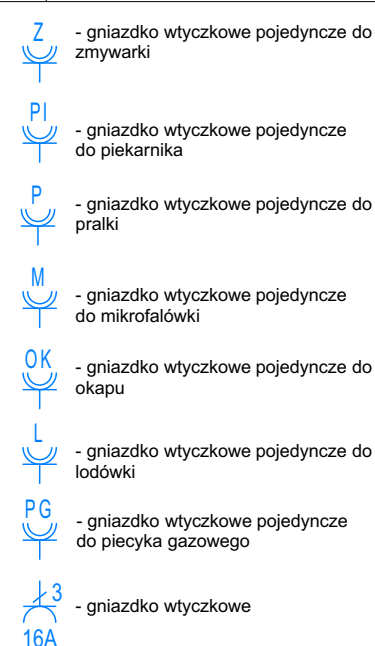 Z
- gniazdko wtyczkowe pojedyncze do
zmywarki
PI
- gniazdko wtyczkowe pojedyncze
do piekarnika
P
- gniazdko wtyczkowe pojedyncze do
pralki
M
- gniazdko wtyczkowe pojedyncze
do mikrofalówki
OK
- gniazdko wtyczkowe pojedyncze do
okapu
L
- gniazdko wtyczkowe pojedyncze do
lodówki
PG
- gniazdko wtyczkowe pojedyncze
do piecyka gazowego
3
- gniazdko wtyczkowe
16A